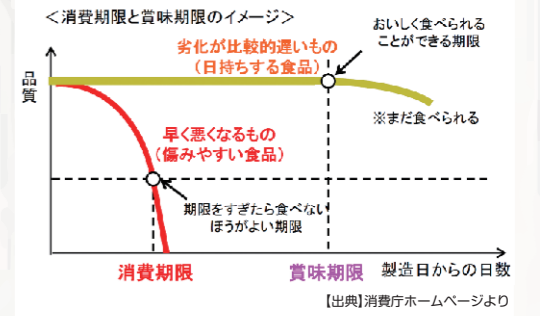 ＜消費期限と賞味期限のイメージ＞
劣化が比較的遅いもの
（日持ちする食品）
おいしく食べられる
ことができる期限
品質
※まだ食べられる
早く悪くなるもの
（傷みやすい食品）
期限をすぎたら食べない
ほうがよい期限
消費期限
賞味期限
製造日からの日数
【出典】消費庁ホームページより